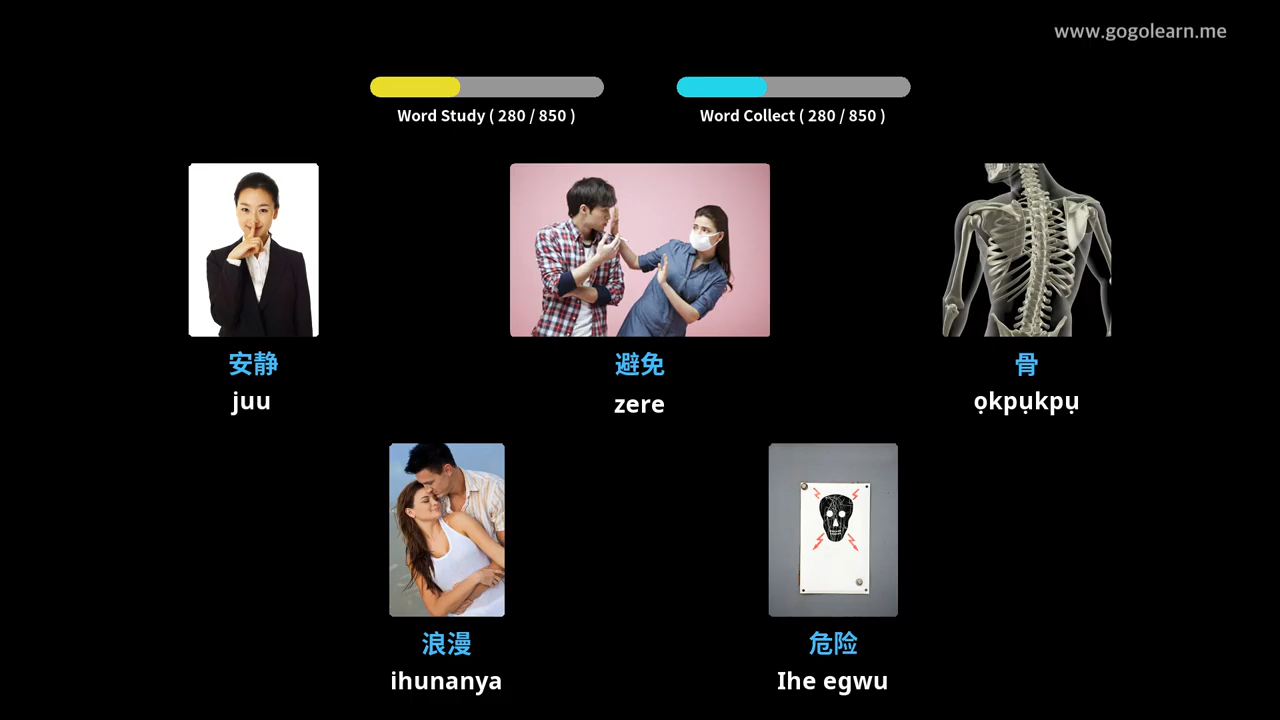 www.gogolearn.me
Word Study ( 280 / 850 )
Word Collect ( 280 / 850 )
安静
juu
避免
zere
骨
ọkpụkpụ
浪漫
ihunanya
危险
Ihe egwu